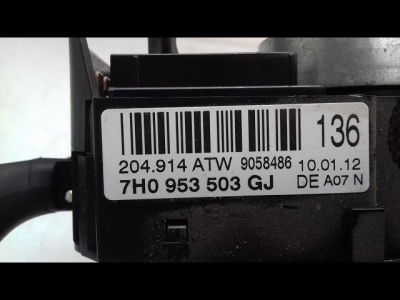 136
204.914 ATW 9058486 10.01.12
7H0 953 503 GJ DE A07 N